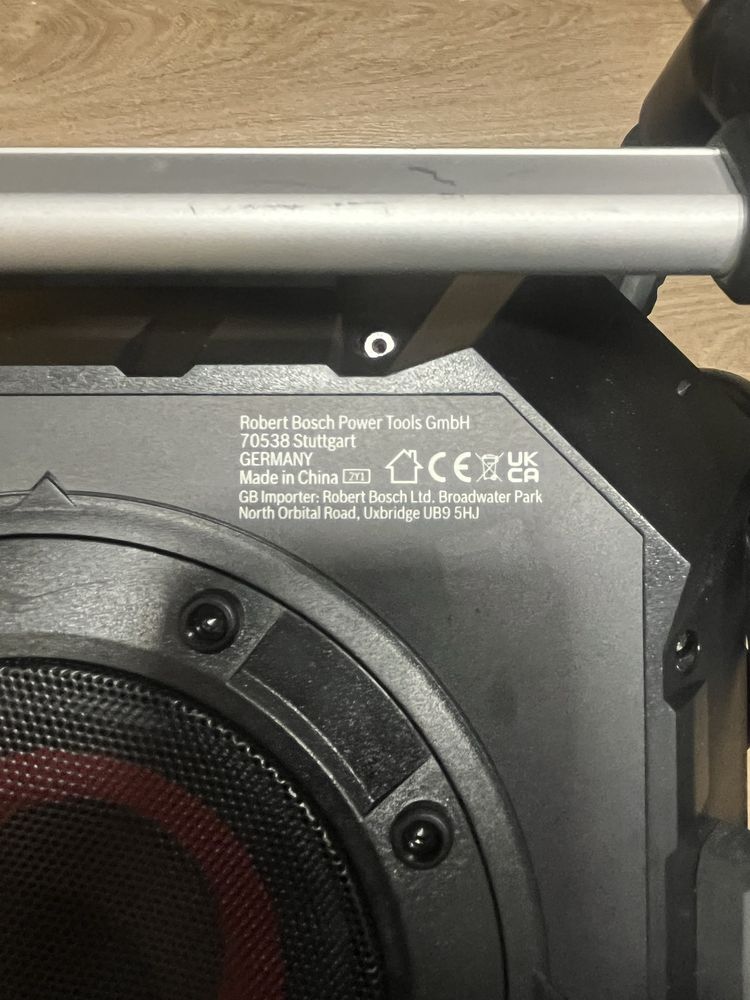 Robert Bosch Power Tools GmbH
70538 Stuttgart
GERMANY
Made in China 2Y1 CE UK CA
GB Importer: Robert Bosch Ltd. Broadwater Park
North Orbital Road, Uxbridge UB9 5HJ